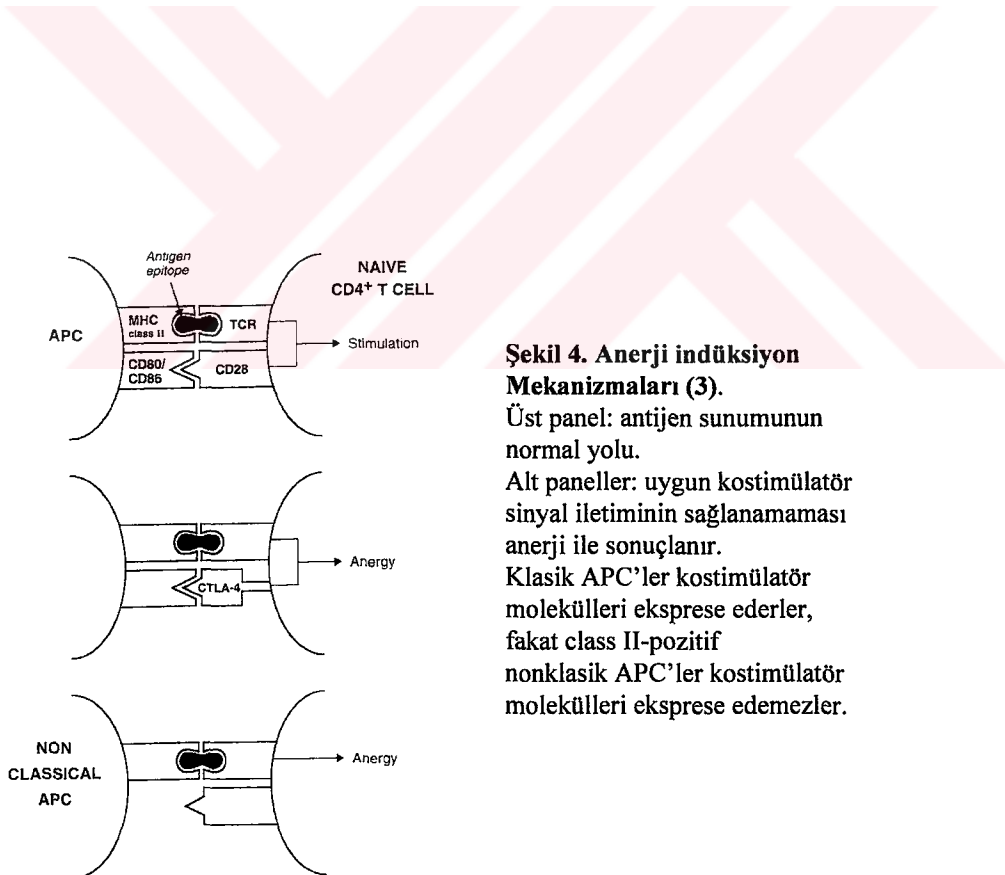 Antigen
epitope
NAIVE
CD4+ T CELL
APC
MHC
class II
TCR
Stimulation
CD80/
CD86
CD28
Anergy
CTLA-4
NON
CLASSICAL
APC
Anergy
Şekil 4. Anerji indüksiyon
Mekanizmaları (3).
Üst panel: antijen sunumunun
normal yolu.
Alt paneller: uygun kostimülatör
sinyal iletiminin sağlanamaması
anerji ile sonuçlanır.
Klasik APC’ler kostimülatör
molekülleri eksprese ederler,
fakat class II-pozitif
nonklasik APC’ler kostimülatör
molekülleri eksprese edemezler.